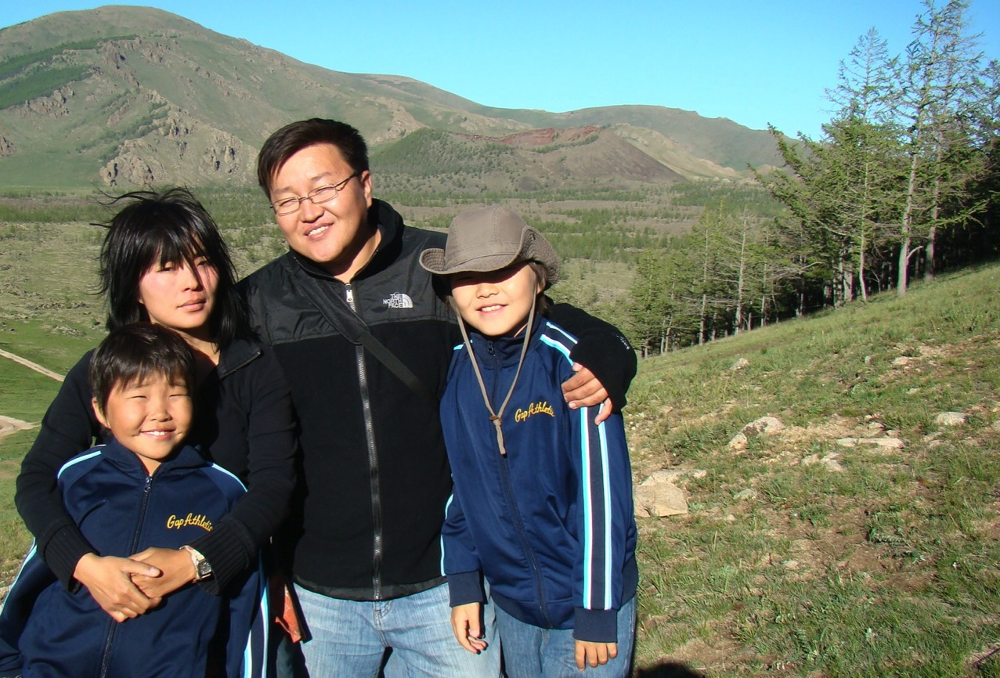 THE
NORTH
FACE
Gap Athletic
Gap Athletic